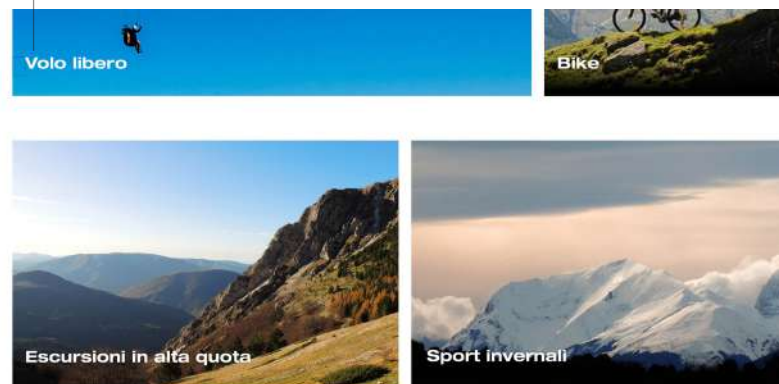 Volo libero
Bike
Escursioni in alta quota
Sport invernali